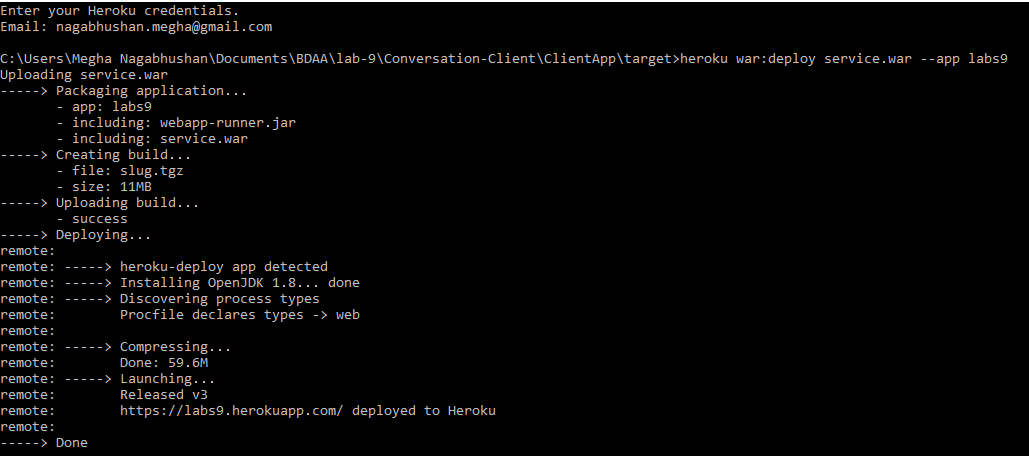 Enter your Heroku credentials.
Email: nagabhushan.megha@gmail.com
C:\Users\Megha Nagabhushan\Documents\BDAA\lab-9\Conversation-Client\ClientApp\target>heroku war:deploy service.war --app labs9
Uploading service.war
-----> Packaging application...
       - app: labs9
       - including: webapp-runner.jar
       - including: service.war
-----> Creating build...
       - file: slug.tgz
       - size: 11MB
-----> Uploading build...
       - success
-----> Deploying...
remote:
remote: -----> heroku-deploy app detected
remote: -----> Installing OpenJDK 1.8... done
remote: -----> Discovering process types
remote:        Procfile declares types -> web
remote:
remote: -----> Compressing...
remote:        Done: 59.6M
remote: -----> Launching...
remote:        Released v3
remote:        https://labs9.herokuapp.com/ deployed to Heroku
remote:
-----> Done